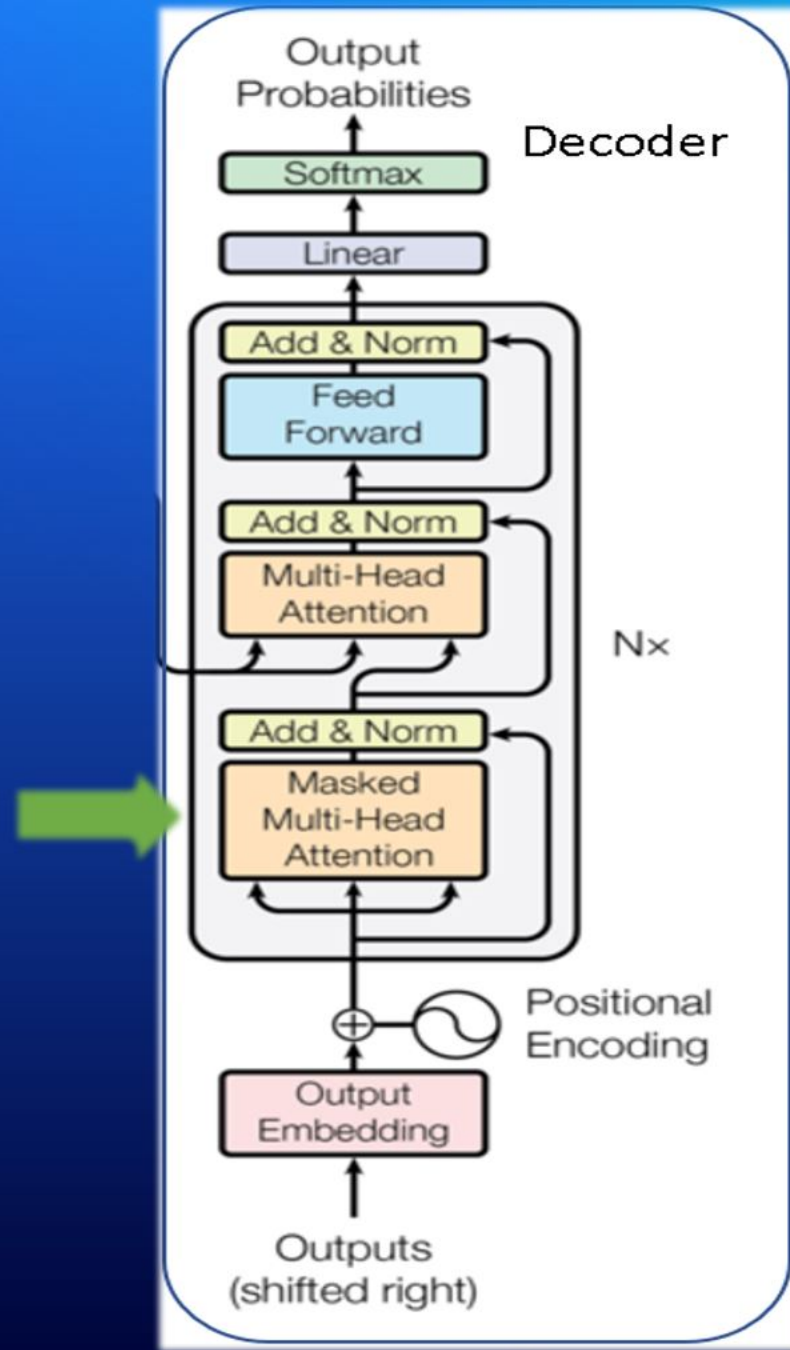 Output
Probabilities
Decoder
Softmax
Linear
Add & Norm
Feed
Forward
Add & Norm
Multi-Head
Attention
Nx
Add & Norm
Masked
Multi-Head
Attention
Positional
Encoding
Output
Embedding
Outputs
(shifted right)